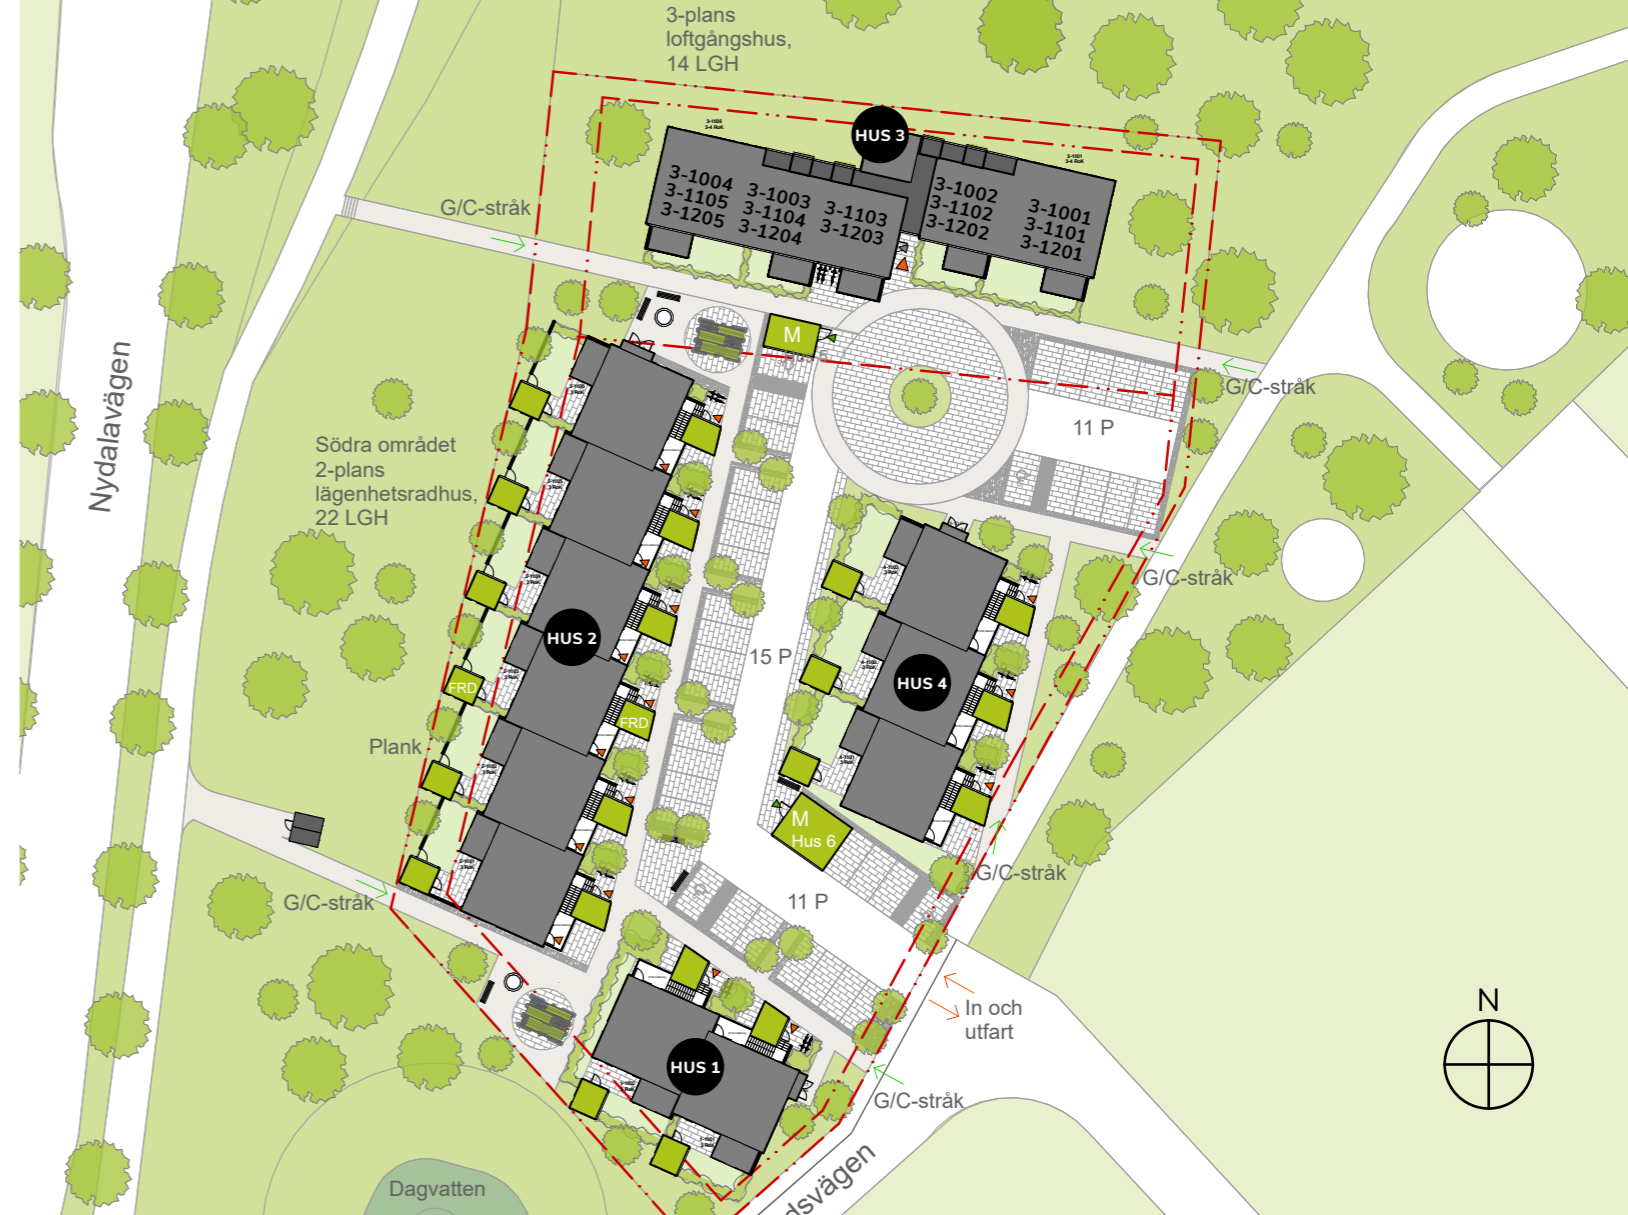 3-plans
loftgångshus,
14 LGH
HUS 3
3-1004
3-1105
3-1205
3-1003
3-1104
3-1204
3-1103
3-1203
3-1002
3-1102
3-1202
3-1001
3-1101
3-1201
G/C-stråk
M
G/C-stråk
11 P
Nydalavägen
Södra området
2-plans
lägenhetsradhus,
22 LGH
G/C-stråk
HUS 2
15 P
HUS 4
FRD
FRD
Plank
M
Hus 6
G/C-stråk
G/C-stråk
11 P
In och
utfart
N
HUS 1
G/C-stråk
Dagvatten
dsvägen